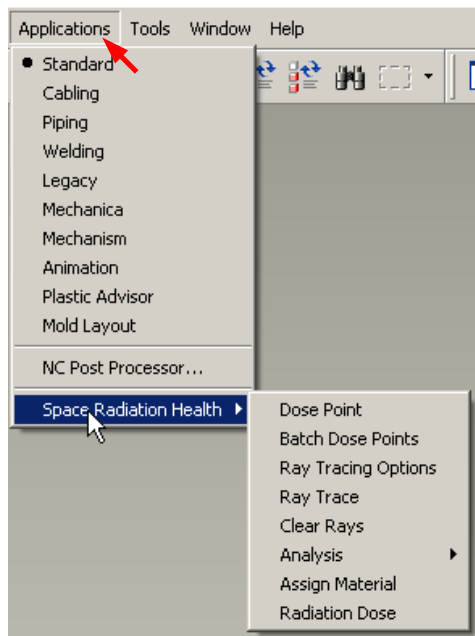 Applications Tools Window Help
Standard
Cabling
Piping
Welding
Legacy
Mechanica
Mechanism
Animation
Plastic Advisor
Mold Layout
NC Post Processor...
Space Radiation Health
Dose Point
Batch Dose Points
Ray Tracing Options
Ray Trace
Clear Rays
Analysis
Assign Material
Radiation Dose